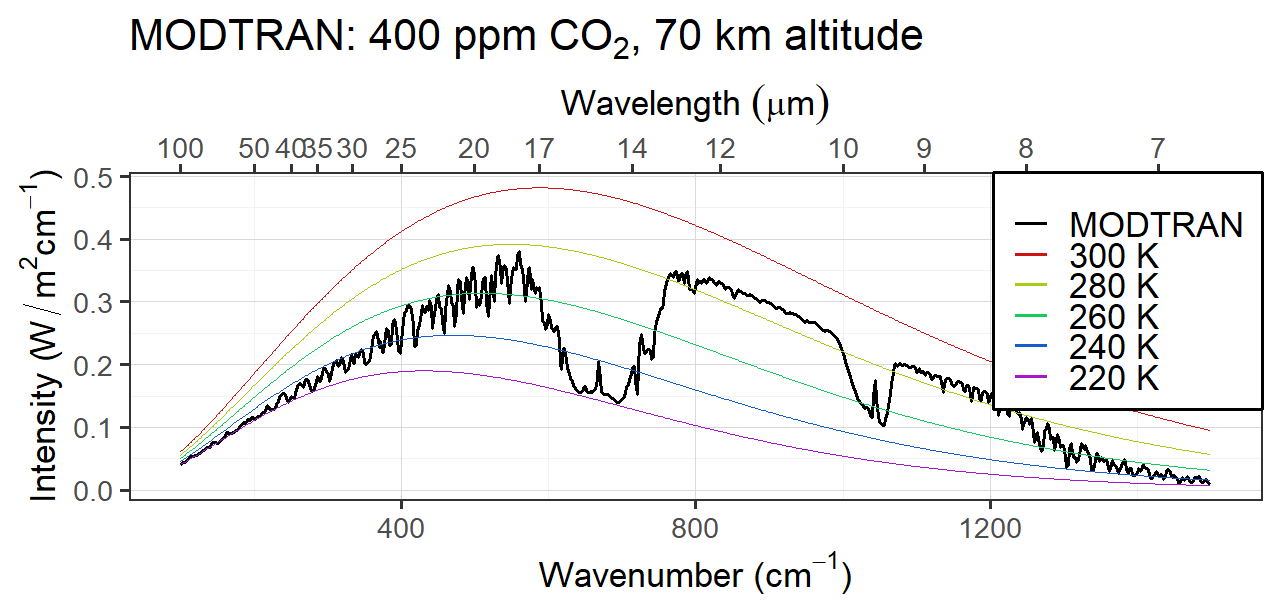 MODTRAN: 400 ppm CO₂, 70 km altitude
Wavelength (μm)
100 50 40 35 30 25 20 17 14 12 10 9 8 7
Intensity (W / m² cm⁻¹)
0.5
0.4
0.3
0.2
0.1
0.0
MODTRAN
300 K
280 K
260 K
240 K
220 K
400 800 1200
Wavenumber (cm⁻¹)